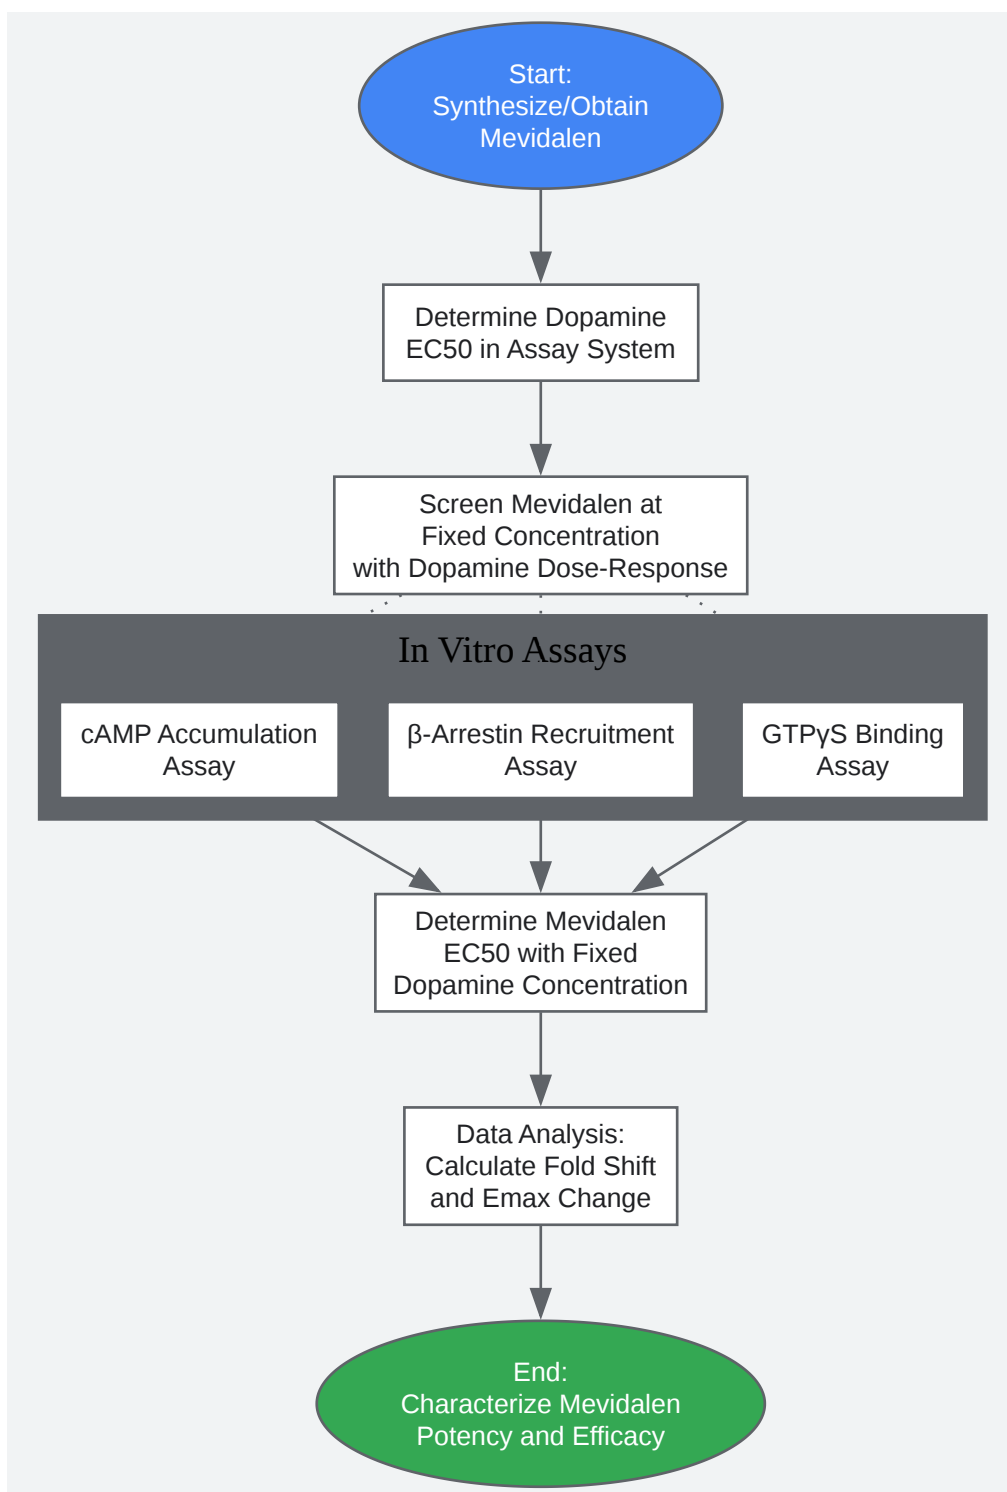 Start:
Synthesize/Obtain
Mevidalen
Determine Dopamine
EC50 in Assay System
Screen Mevidalen at
Fixed Concentration
with Dopamine Dose-Response
In Vitro Assays
cAMP Accumulation
Assay
β-Arrestin Recruitment
Assay
GTPγS Binding
Assay
Determine Mevidalen
EC50 with Fixed
Dopamine Concentration
Data Analysis:
Calculate Fold Shift
and Emax Change
End:
Characterize Mevidalen
Potency and Efficacy